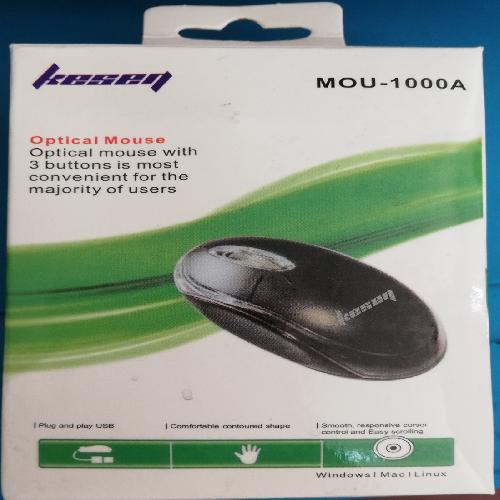 kesen
MOU-1000A
Optical Mouse
Optical mouse with
3 buttons is most
convenient for the
majority of users
kesen
| Plug and play USB
| Comfortable contoured shape
| Smooth, responsive cursor
control and Easy scrolling
Windows | Mac | Linux